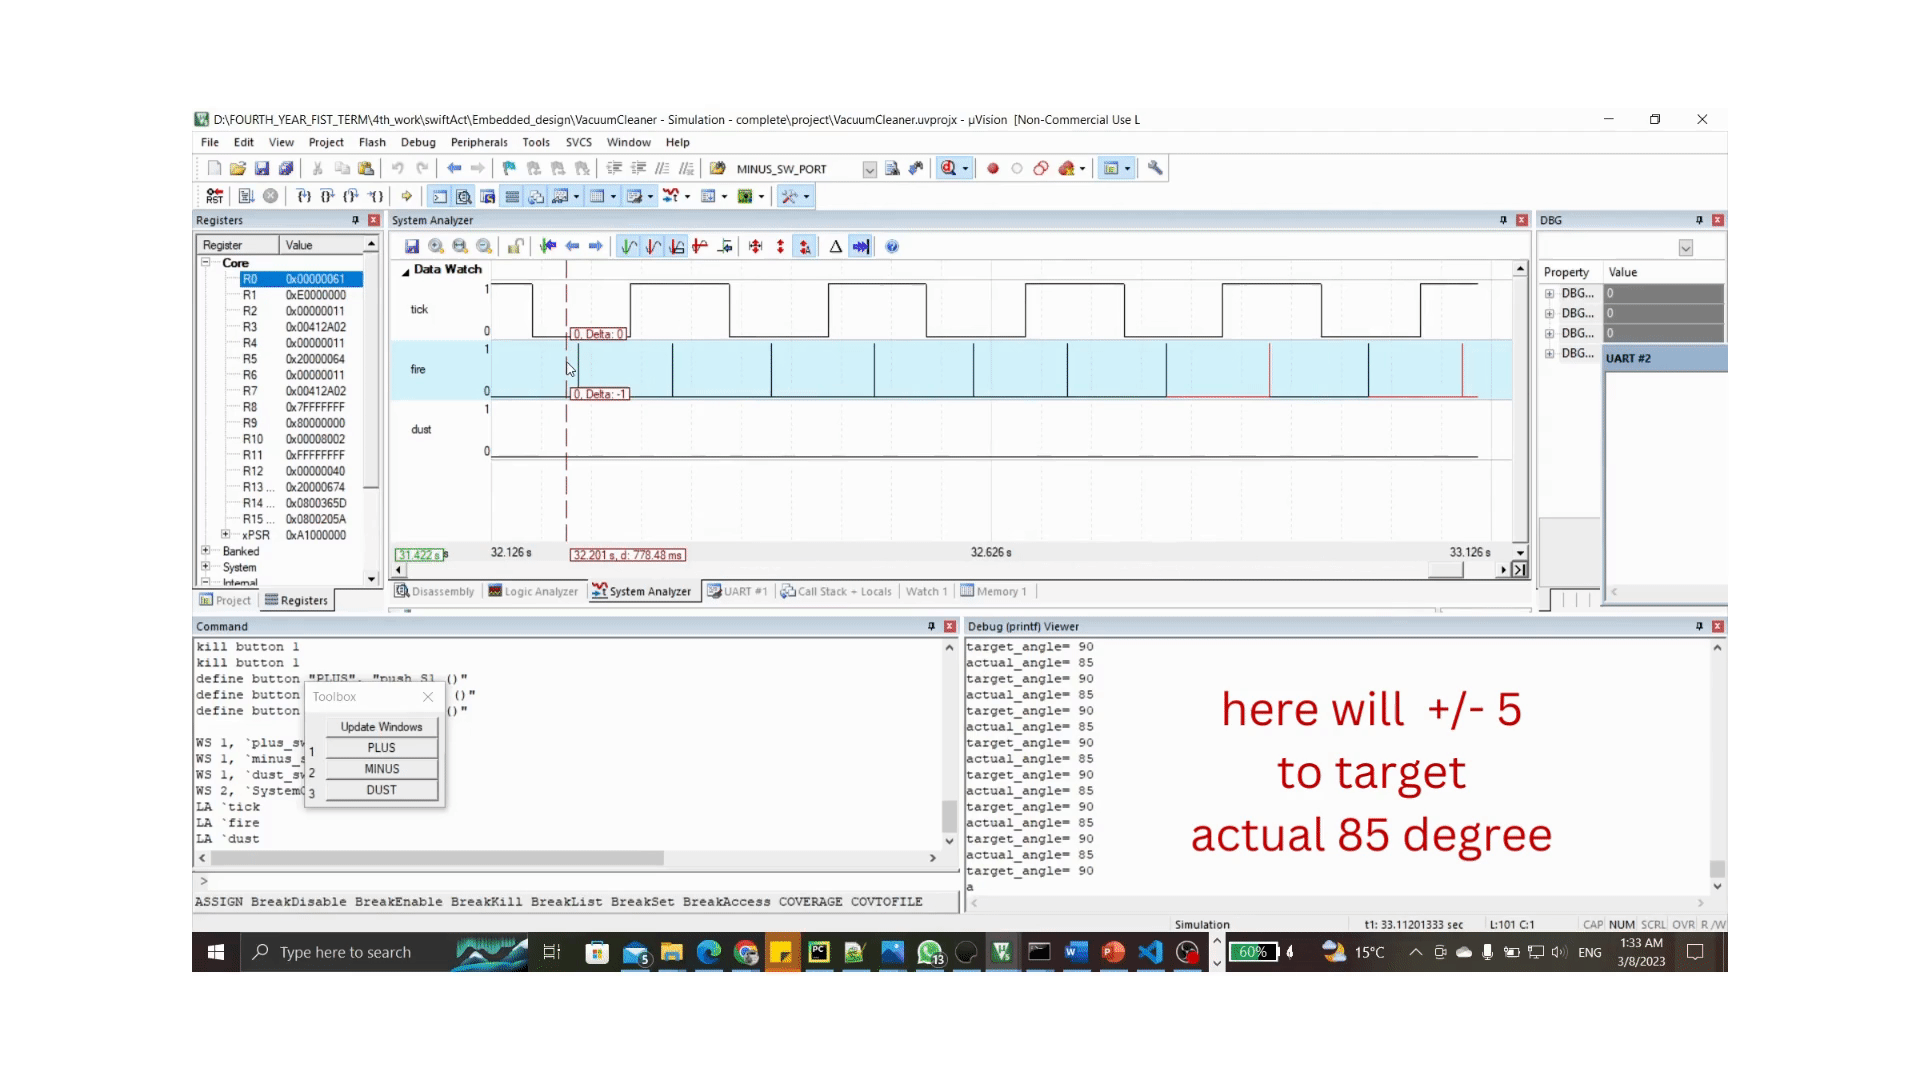 D:\FOURTH_YEAR_FIST_TERM\4th_work\swiftAct\Embedded_design\VacuumCleaner - Simulation - complete\project\VacuumCleaner.uvprojx - µVision [Non-Commercial Use L
File Edit View Project Flash Debug Peripherals Tools SVCS Window Help
MINUS_SW_PORT
RST
Registers
Register Value
Core
R0 0x00000061
R1 0xE0000000
R2 0x00000011
R3 0x00412A02
R4 0x00000011
R5 0x20000064
R6 0x00000011
R7 0x00412A02
R8 0x7FFFFFFF
R9 0x80000000
R10 0x00008002
R11 0xFFFFFFFF
R12 0x00000040
R13 ... 0x20000674
R14 ... 0x0800365D
R15 ... 0x0800205A
xPSR 0xA1000000
Banked
System
Internal
Project Registers
System Analyzer
Data Watch
1
tick
0
0, Delta: 0
1
fire
0
0, Delta: -1
1
dust
0
31.422 s s 32.126 s 32.201 s, d: 778.48 ms 32.626 s 33.126 s
Disassembly Logic Analyzer System Analyzer UART #1 Call Stack + Locals Watch 1 Memory 1
DBG
Property Value
DBG... 0
DBG... 0
DBG... 0
DBG...
UART #2
Command
kill button 1
kill button 1
define button "PLUS", "push_S1 ()"
define button ()"
define button ()"
WS 1, `plus_sw
WS 1, `minus_s
WS 1, `dust_sw
WS 2, `SystemC
LA `tick
LA `fire
LA `dust
>
ASSIGN BreakDisable BreakEnable BreakKill BreakList BreakSet BreakAccess COVERAGE COVTOFILE
Toolbox
Update Windows
1 PLUS
2 MINUS
3 DUST
Debug (printf) Viewer
target_angle= 90
actual_angle= 85
target_angle= 90
actual_angle= 85
target_angle= 90
actual_angle= 85
target_angle= 90
actual_angle= 85
target_angle= 90
actual_angle= 85
target_angle= 90
actual_angle= 85
target_angle= 90
actual_angle= 85
target_angle= 90
a
here will +/- 5
to target
actual 85 degree
Simulation t1: 33.11201333 sec L:101 C:1 CAP NUM SCRL OVR R/W
Type here to search
5
PC
13
60%
15°C
ENG
1:33 AM
3/8/2023